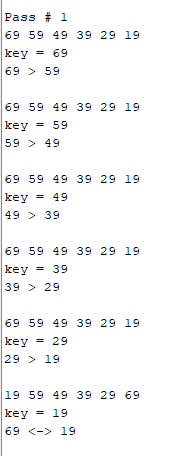 Pass # 1
69 59 49 39 29 19
key = 69
69 > 59
69 59 49 39 29 19
key = 59
59 > 49
69 59 49 39 29 19
key = 49
49 > 39
69 59 49 39 29 19
key = 39
39 > 29
69 59 49 39 29 19
key = 29
29 > 19
19 59 49 39 29 69
key = 19
69 <-> 19